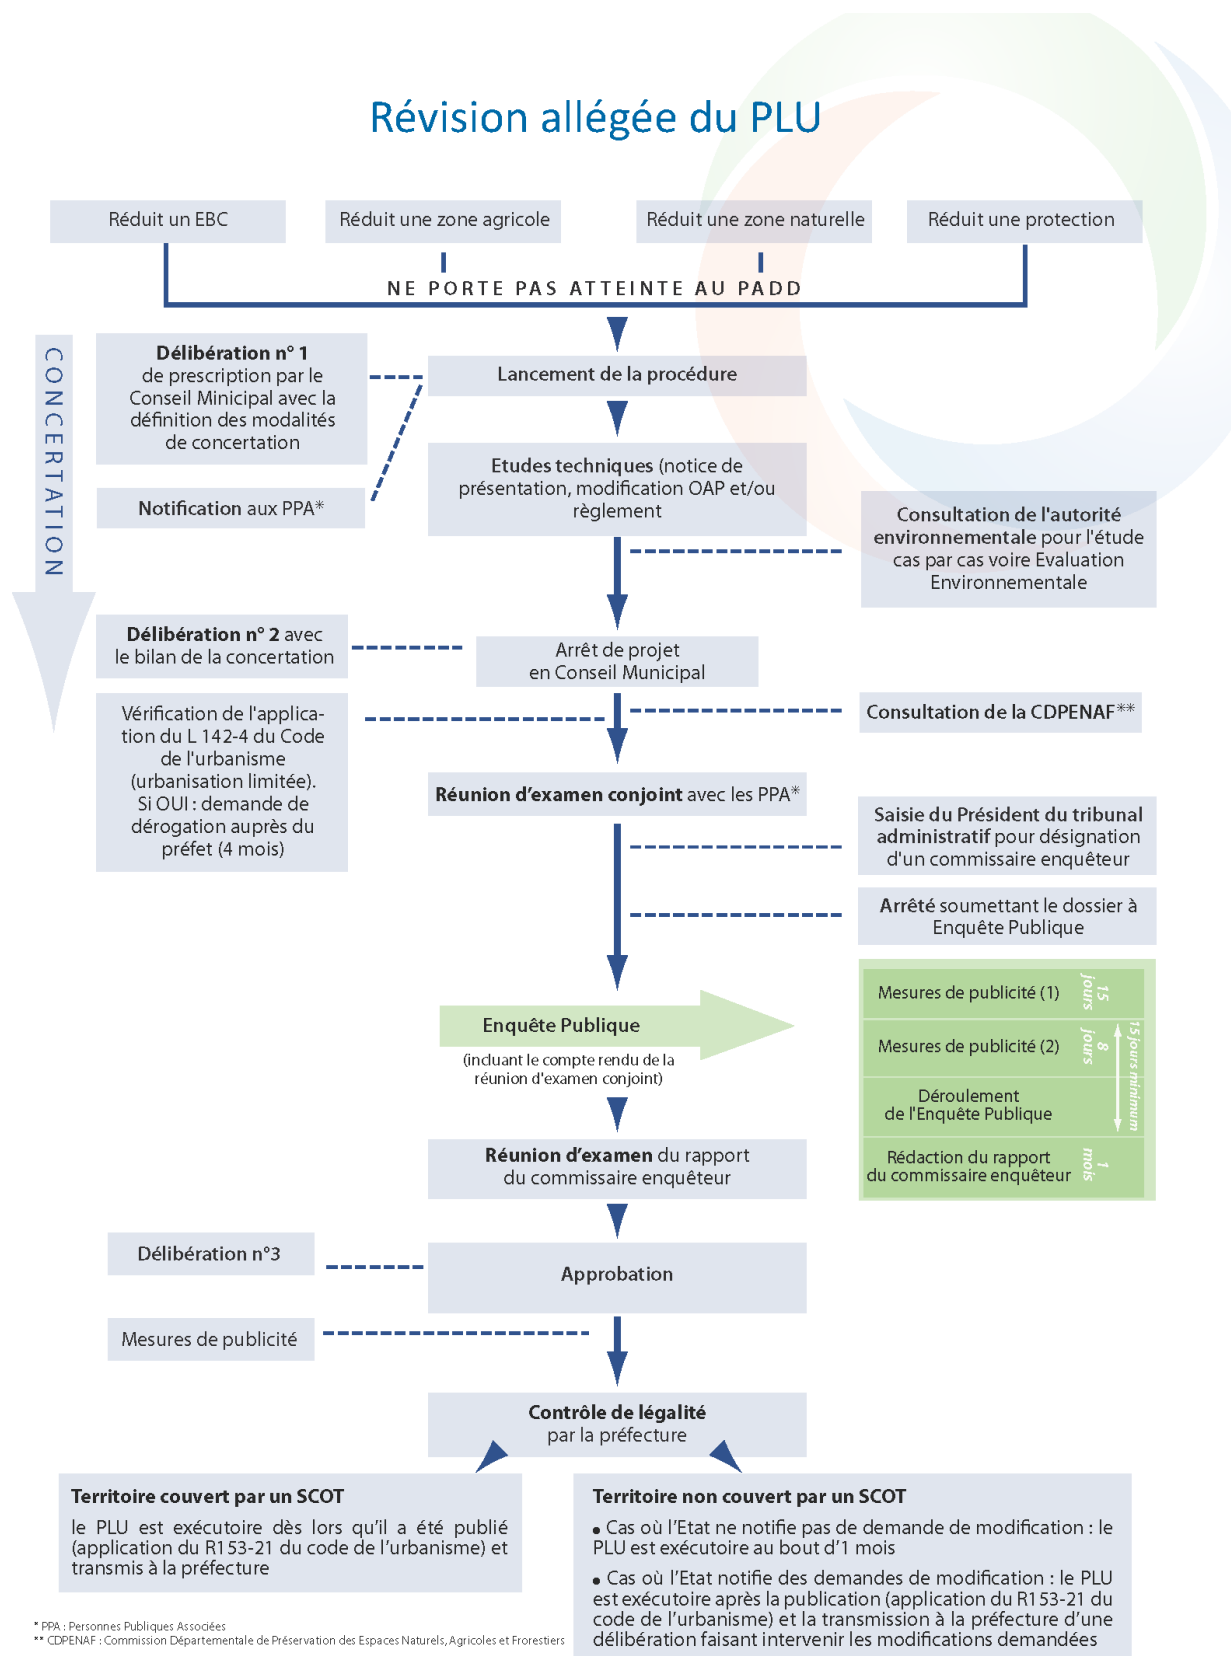 Révision allégée du PLU
Réduit un EBC
Réduit une zone agricole
Réduit une zone naturelle
Réduit une protection
NE PORTE PAS ATTEINTE AU PADD
CONCERTATION
Délibération n° 1
de prescription par le
Conseil Minicipal avec la
définition des modalités
de concertation
Lancement de la procédure
Notification aux PPA*
Etudes techniques (notice de
présentation, modification OAP et/ou
règlement
Consultation de l'autorité
environnementale pour l'étude
cas par cas voire Evaluation
Environnementale
Délibération n° 2 avec
le bilan de la concertation
Arrêt de projet
en Conseil Municipal
Vérification de l'applica-
tion du L 142-4 du Code
de l'urbanisme
(urbanisation limitée).
Si OUI : demande de
dérogation auprès du
préfet (4 mois)
Consultation de la CDPENAF**
Réunion d'examen conjoint avec les PPA*
Saisie du Président du tribunal
administratif pour désignation
d'un commissaire enquêteur
Arrêté soumettant le dossier à
Enquête Publique
Enquête Publique
(incluant le compte rendu de la
réunion d'examen conjoint)
Mesures de publicité (1)
15
jours
Mesures de publicité (2)
8
jours
15 jours minimum
Déroulement
de l'Enquête Publique
Rédaction du rapport
du commissaire enquêteur
1
mois
Réunion d'examen du rapport
du commissaire enquêteur
Délibération n°3
Approbation
Mesures de publicité
Contrôle de légalité
par la préfecture
Territoire couvert par un SCOT
le PLU est exécutoire dès lors qu'il a été publié
(application du R153-21 du code de l'urbanisme) et
transmis à la préfecture
Territoire non couvert par un SCOT
• Cas où l'Etat ne notifie pas de demande de modification : le
PLU est exécutoire au bout d'1 mois
• Cas où l'Etat notifie des demandes de modification : le PLU
est exécutoire après la publication (application du R153-21 du
code de l'urbanisme) et la transmission à la préfecture d'une
délibération faisant intervenir les modifications demandées
* PPA : Personnes Publiques Associées
** CDPENAF : Commission Départementale de Préservation des Espaces Naturels, Agricoles et Frorestiers